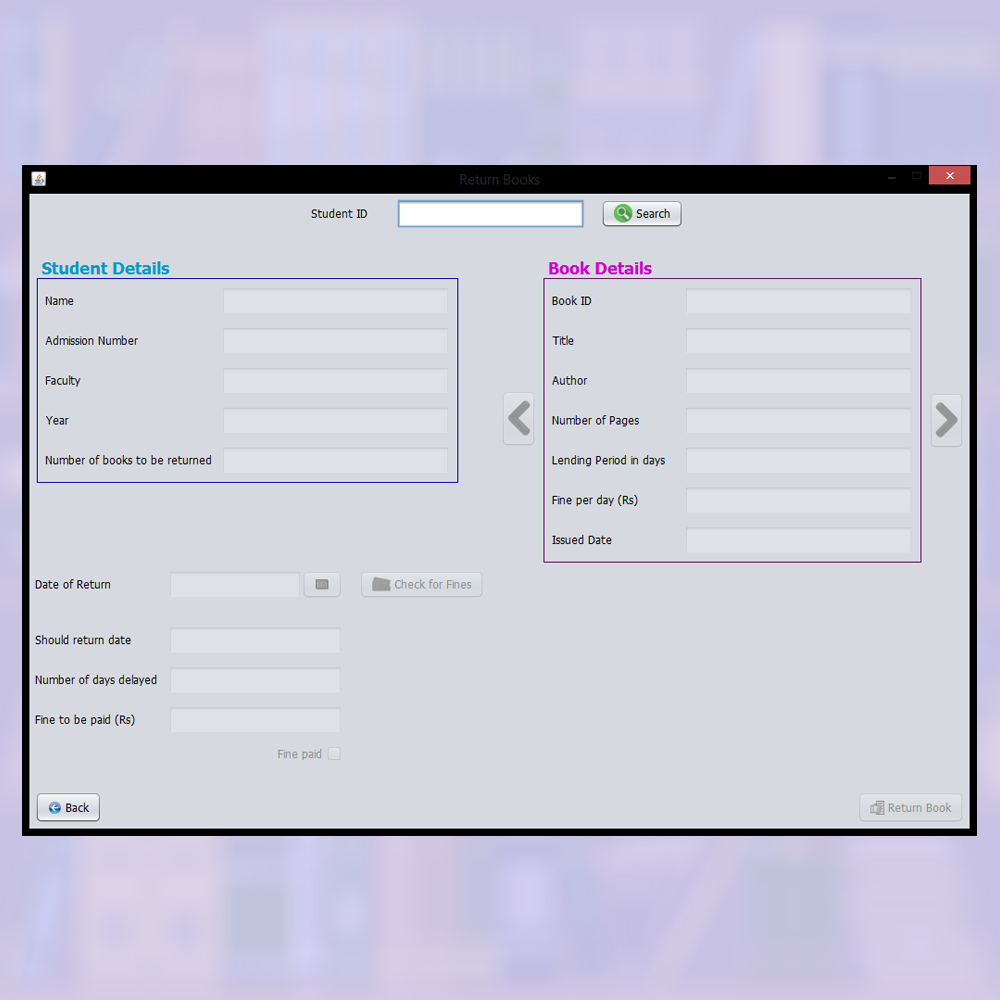 Return Books
Student ID
Search
Student Details
Name
Admission Number
Faculty
Year
Number of books to be returned
Book Details
Book ID
Title
Author
Number of Pages
Lending Period in days
Fine per day (Rs)
Issued Date
Date of Return
Check for Fines
Should return date
Number of days delayed
Fine to be paid (Rs)
Fine paid
Back
Return Book